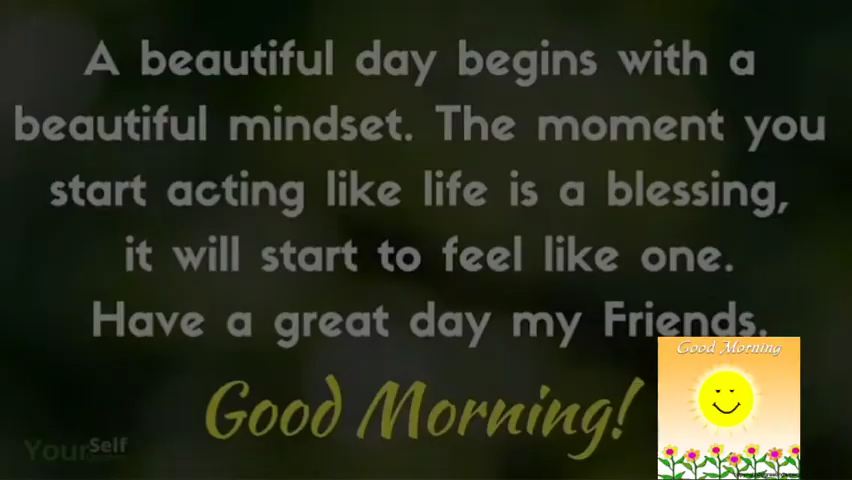 A beautiful day begins with a
beautiful mindset. The moment you
start acting like life is a blessing,
it will start to feel like one.
Have a great day my Friends.
Good Morning!
Good Morning
YourSelf